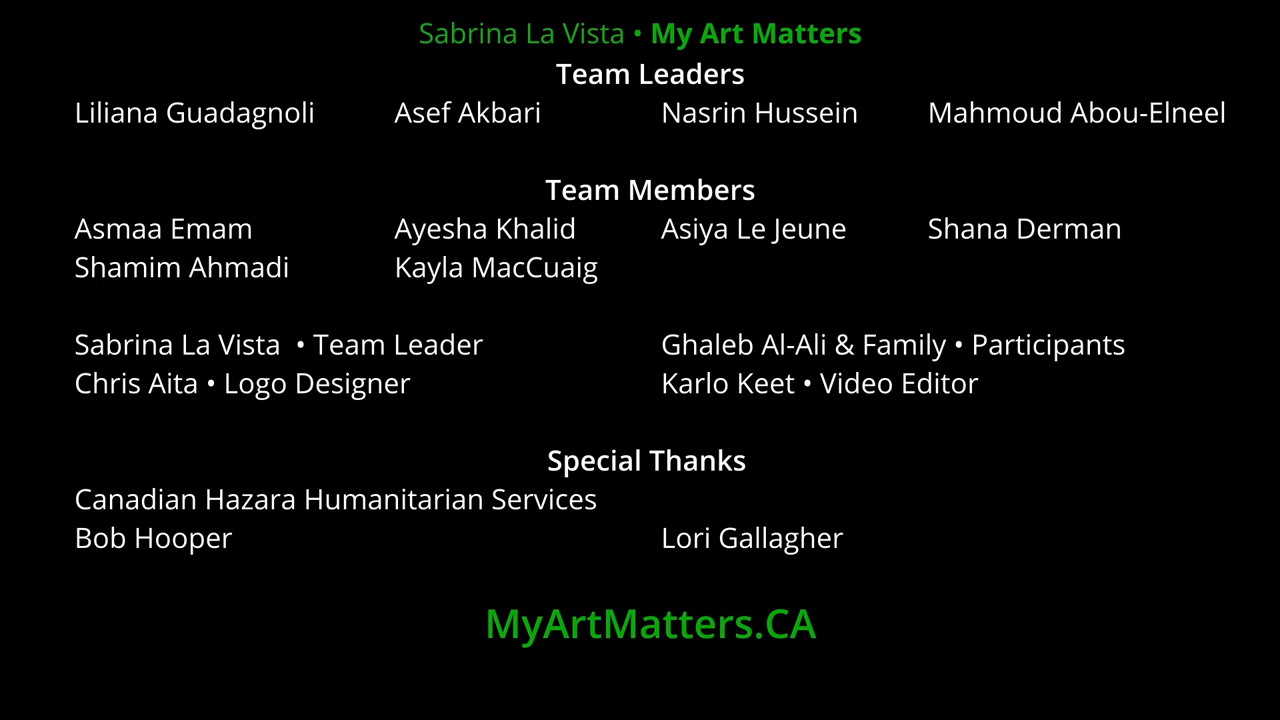 Sabrina La Vista • My Art Matters
Team Leaders
Liliana Guadagnoli Asef Akbari Nasrin Hussein Mahmoud Abou-Elneel
Team Members
Asmaa Emam Ayesha Khalid Asiya Le Jeune Shana Derman
Shamim Ahmadi Kayla MacCuaig
Sabrina La Vista • Team Leader Ghaleb Al-Ali & Family • Participants
Chris Aita • Logo Designer Karlo Keet • Video Editor
Special Thanks
Canadian Hazara Humanitarian Services
Bob Hooper Lori Gallagher
MyArtMatters.CA